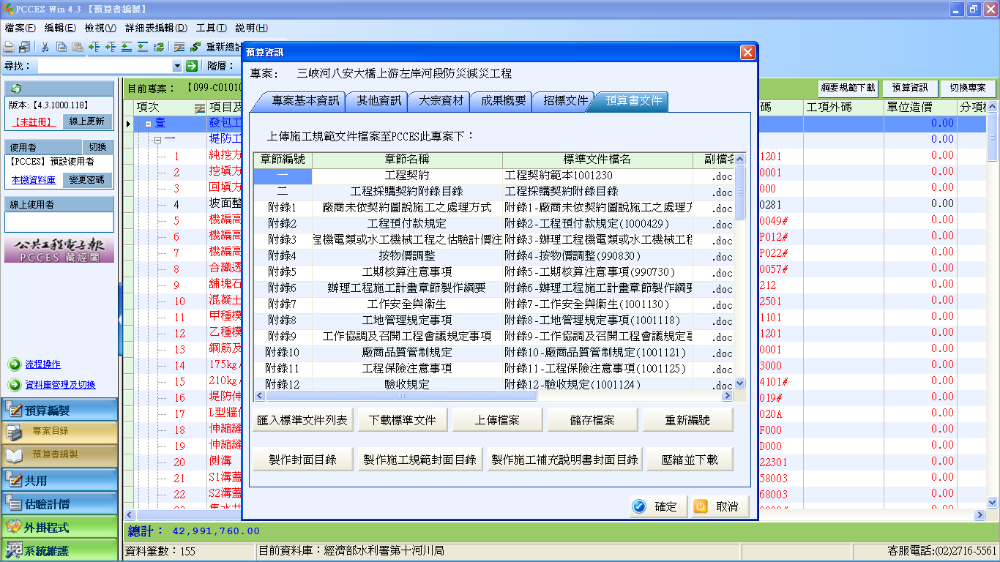 PCCES Win 4.3 【預算書編製】
檔案(F) 編輯(E) 檢視(V) 詳細表編輯(D) 工具(T) 說明(H)
重新總計
尋找： 階層：
版本:【4.3.1000.118】
【未註冊】 線上更新
使用者 切換
【PCCES】預設使用者
本機資料庫 變更密碼
線上使用者
公共工程電子報
PCCES 藏經閣
流程操作
資料庫管理及切換
預算編製
專案目錄
預算書編製
共用
估驗計價
外掛程式
系統維護
目前專案： 【099-C01010
綱要規範下載 預算資訊 切換專案
項次 項目及 碼 工項外碼 單位造價 分項
壹 發包工 0.00
一 堤防工 0.00
1 純挖方 1201 0.00
2 挖填方 0001 0.00
3 回填方 000 0.00
4 坡面整 0281 0.00
5 機編高 0049# 0.00
6 機編高 P012# 0.00
7 機編高 P022# 0.00
8 合織透 0057# 0.00
9 舖塊石 212 0.00
10 混凝土 2501 0.00
11 甲種模 1101 0.00
12 乙種模 1201 0.00
13 鋼筋及 0001 0.00
14 175kg 3000 0.00
15 210kg 4101# 0.00
16 堤防伸 019# 0.00
17 L型牆 020A 0.00
18 伸縮縫 F000 0.00
19 伸縮縫 D000 0.00
20 側溝 22301 0.00
21 S1溝蓋 58003 0.00
22 S2溝蓋 68003 0.00
預算資訊
專案： 三峽河八安大橋上游左岸河段防災減災工程
專案基本資訊 其他資訊 大宗資材 成果概要 招標文件 預算書文件
上傳施工規範文件檔案至PCCES此專案下：
章節編號 章節名稱 標準文件檔名 副檔名
一 工程契約 工程契約範本1001230 .doc
二 工程採購契約附錄目錄 工程採購契約附錄目錄 .doc
附錄1 廠商未依契約圖說施工之處理方式 附錄1-廠商未依契約圖說施工之處理方 .doc
附錄2 工程預付款規定 附錄2-工程預付款規定(1000429) .doc
附錄3 程機電類或水工機械工程之估驗計價注 附錄3-辦理工程機電類或水工機械工程 .doc
附錄4 按物價調整 附錄4-按物價調整(990830) .doc
附錄5 工期核算注意事項 附錄5-工期核算注意事項(990730) .doc
附錄6 辦理工程施工計畫章節製作綱要 附錄6-辦理工程施工計畫章節製作綱要 .doc
附錄7 工作安全與衛生 附錄7-工作安全與衛生(1001130) .doc
附錄8 工地管理規定事項 附錄8-工地管理規定事項(1001118) .doc
附錄9 工作協調及召開工程會議規定事項 附錄9-工作協調及召開工程會議規定事 .doc
附錄10 廠商品質管制規定 附錄10-廠商品質管制規定(1001121) .doc
附錄11 工程保險注意事項 附錄11-工程保險注意事項(1001125) .doc
附錄12 驗收規定 附錄12-驗收規定(1001124) .doc
匯入標準文件列表 下載標準文件 上傳檔案 儲存檔案 重新編號
製作封面目錄 製作施工規範封面目錄 製作施工補充說明書封面目錄 壓縮並下載
確定 取消
總計： 42,991,760.00
資料筆數：155 目前資料庫：經濟部水利署第十河川局 客服電話:(02)2716-5561